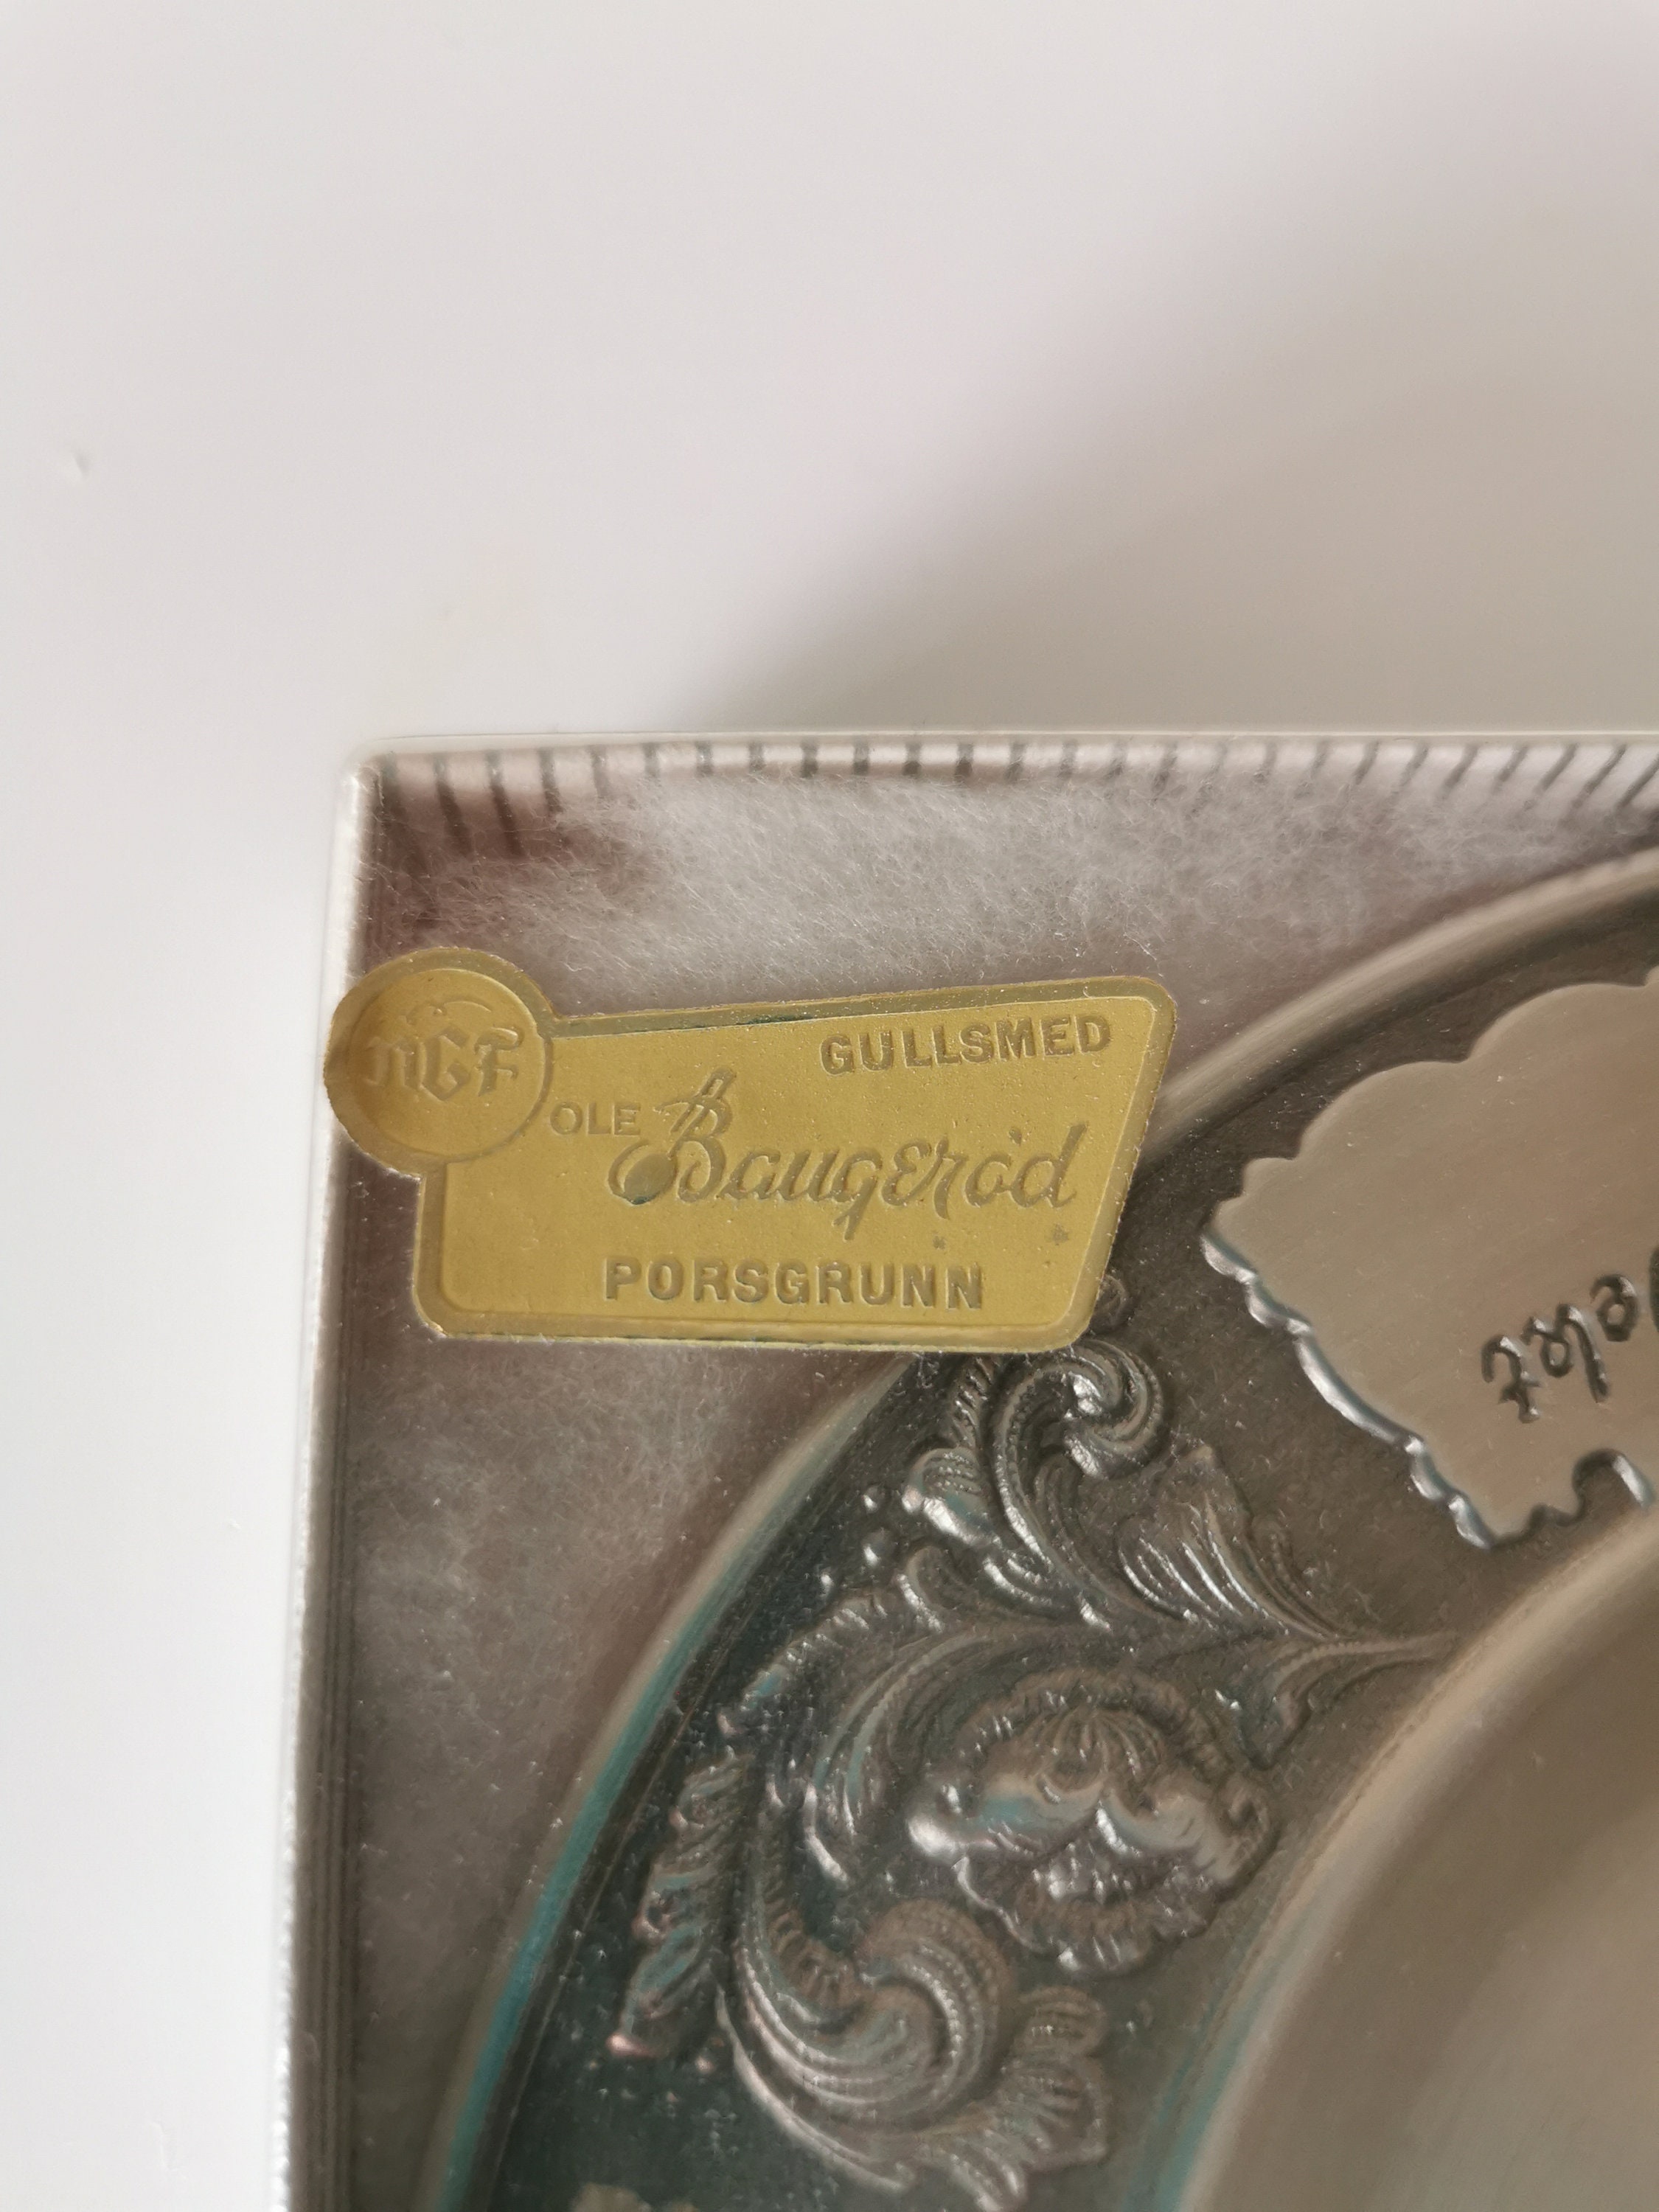 NGF
GULLSMED
OLE Baugerød
PORSGRUNN